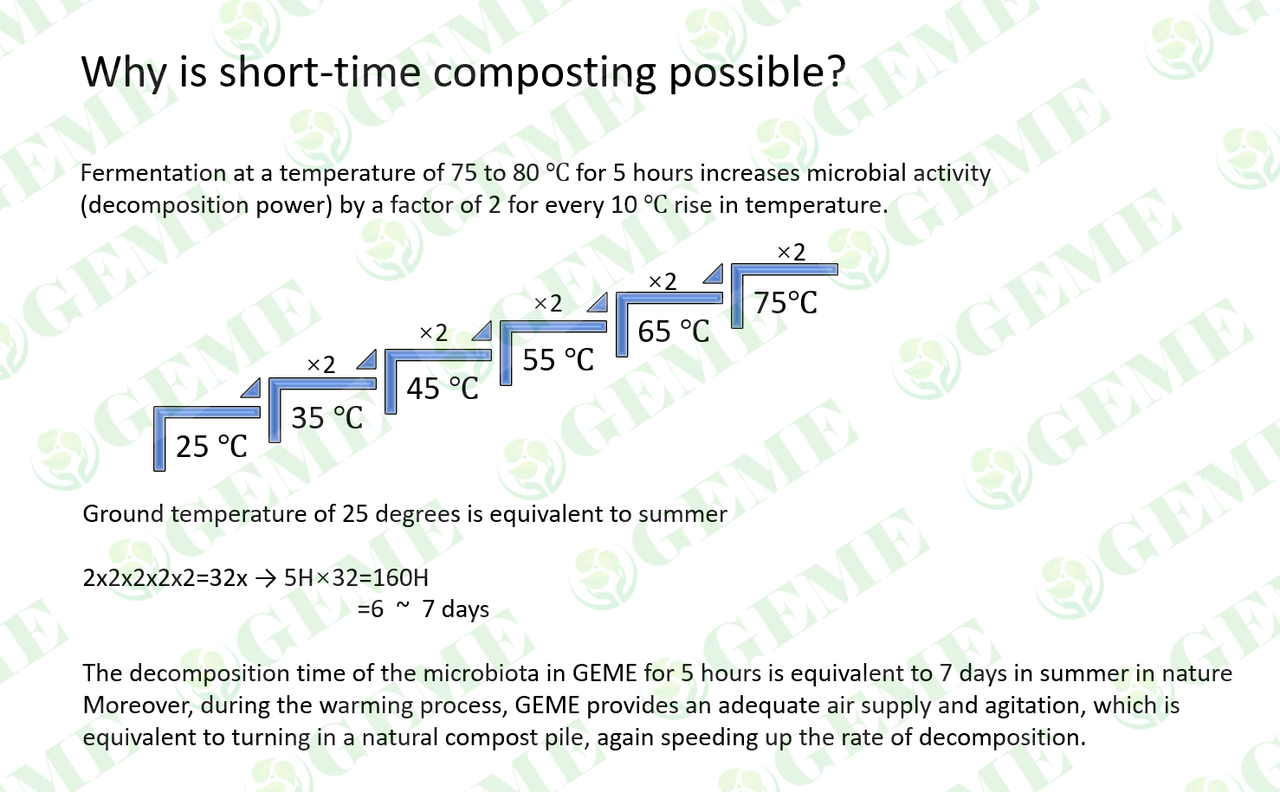 Why is short-time composting possible?
Fermentation at a temperature of 75 to 80 ℃ for 5 hours increases microbial activity
(decomposition power) by a factor of 2 for every 10 ℃ rise in temperature.
×2
×2
×2
×2
×2
75℃
65 ℃
55 ℃
45 ℃
35 ℃
25 ℃
Ground temperature of 25 degrees is equivalent to summer
2x2x2x2x2=32x → 5H×32=160H
=6 ~ 7 days
The decomposition time of the microbiota in GEME for 5 hours is equivalent to 7 days in summer in nature
Moreover, during the warming process, GEME provides an adequate air supply and agitation, which is
equivalent to turning in a natural compost pile, again speeding up the rate of decomposition.
GEME